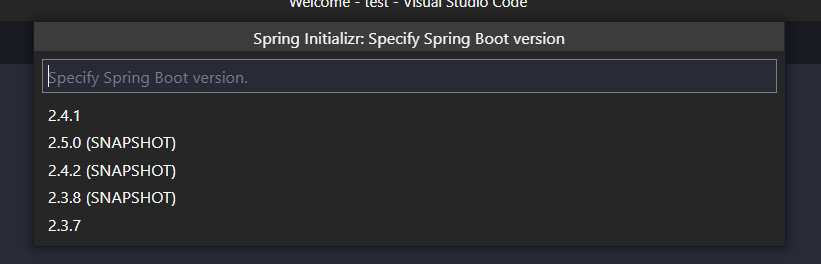 Welcome - test - Visual Studio Code
Spring Initializr: Specify Spring Boot version
Specify Spring Boot version.
2.4.1
2.5.0 (SNAPSHOT)
2.4.2 (SNAPSHOT)
2.3.8 (SNAPSHOT)
2.3.7